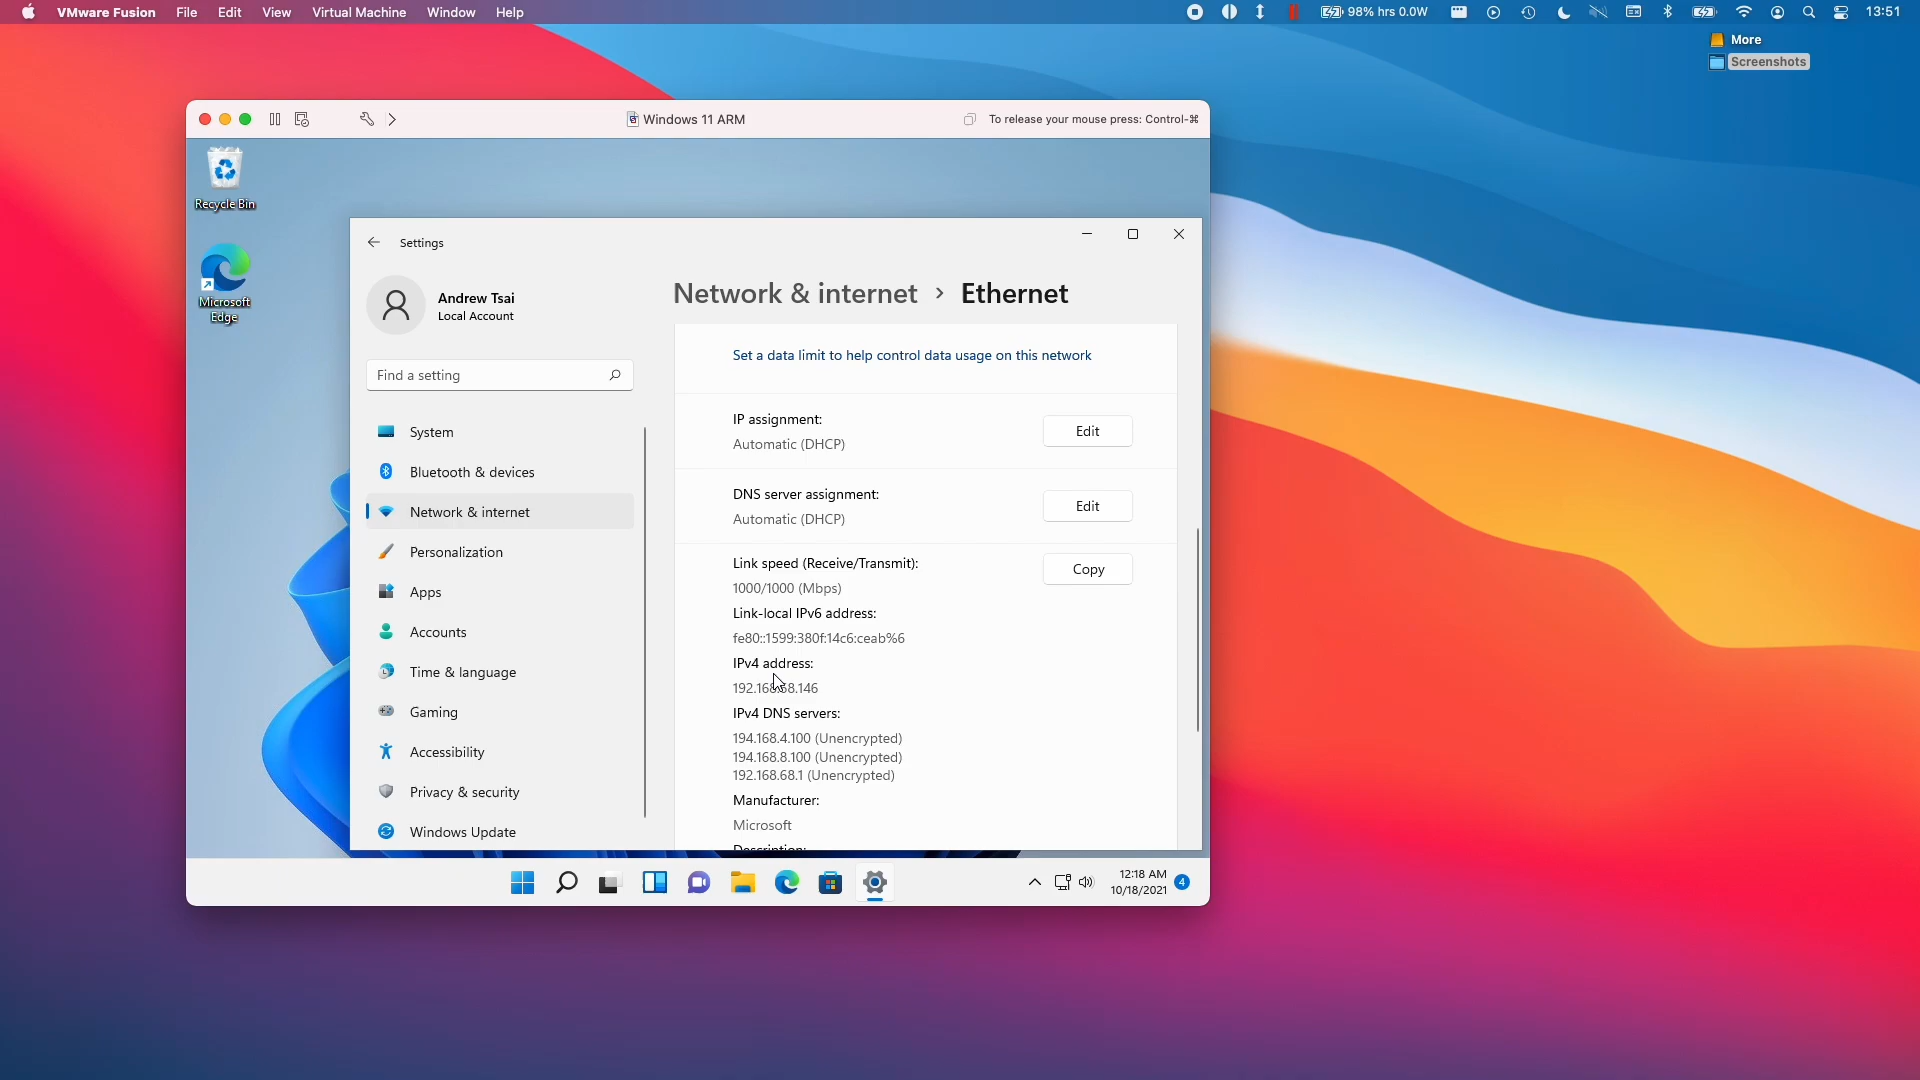 VMware Fusion File Edit View Virtual Machine Window Help 98% hrs 0.0W 13:51
More
Screenshots
Windows 11 ARM To release your mouse press: Control-⌘
Recycle Bin
Microsoft
Edge
Settings
Andrew Tsai
Local Account
Find a setting
System
Bluetooth & devices
Network & internet
Personalization
Apps
Accounts
Time & language
Gaming
Accessibility
Privacy & security
Windows Update
Network & internet › Ethernet
Set a data limit to help control data usage on this network
IP assignment:
Automatic (DHCP)
Edit
DNS server assignment:
Automatic (DHCP)
Edit
Link speed (Receive/Transmit):
Copy
1000/1000 (Mbps)
Link-local IPv6 address:
fe80::1599:380f:14c6:ceab%6
IPv4 address:
IPv4 DNS servers:
194.168.4.100 (Unencrypted)
194.168.8.100 (Unencrypted)
192.168.68.1 (Unencrypted)
Manufacturer:
Microsoft
Description:
12:18 AM
10/18/2021 4